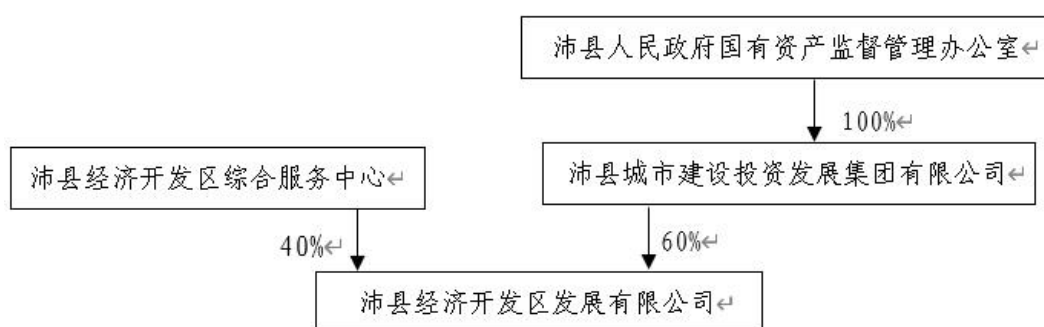 沛县人民政府国有资产监督管理办公室↵
100%↵
沛县经济开发区综合服务中心↵
沛县城市建设投资发展集团有限公司↵
40%↵
60%↵
沛县经济开发区发展有限公司↵